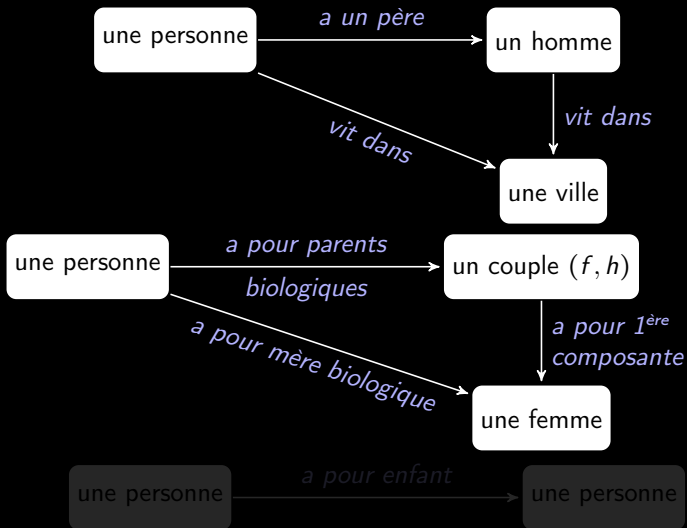 a un père
une personne
un homme
vit dans
vit dans
une ville
a pour parents
une personne
un couple (f, h)
biologiques
a pour 1ère
a pour mère biologique
composante
une femme
a pour enfant
une personne
une personne